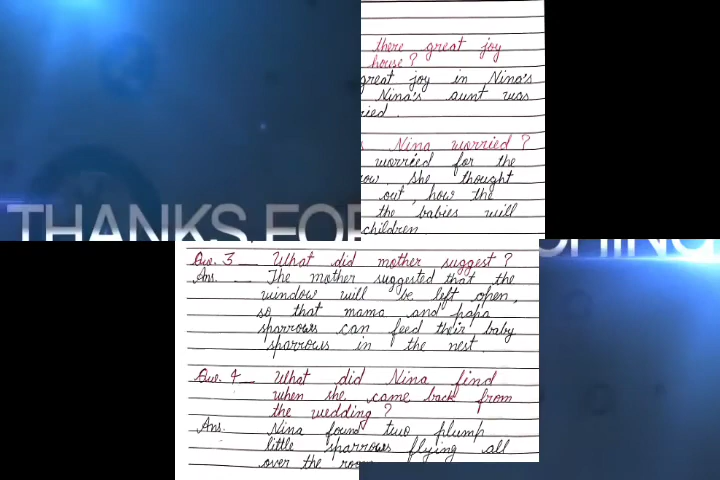 there great joy
house?
great joy in Nina's
Nina's aunt was
Nina worried?
worried for the
She thought
out, how the
the babies will
children.
THANKS FOR
Que. 3 _ What did mother suggest?
Ans. _ The mother suggested that the
window will be left open,
so that mama and papa
sparrows can feed their baby
sparrows in the nest.
Que. 4 _ What did Nina find
when she came back from
the wedding?
Ans. Nina found two plump
little sparrows flying all
over the